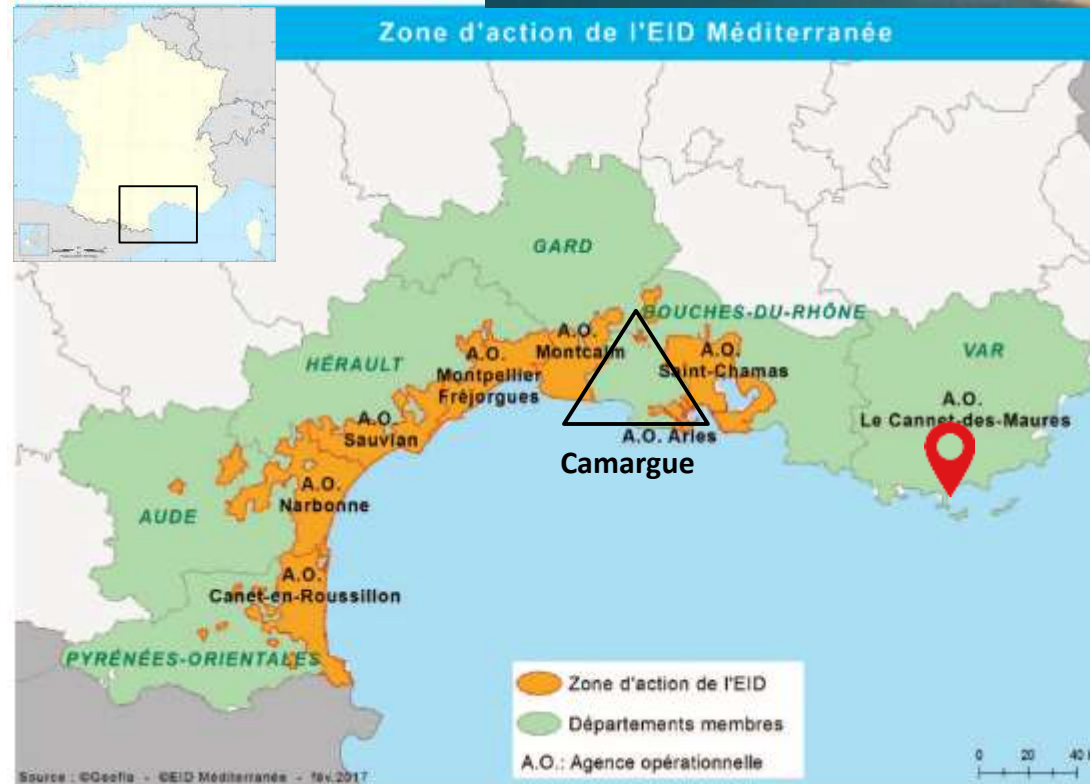 Zone d'action de l'EID Méditerranée
GARD
BOUCHES-DU-RHÔNE
HÉRAULT
VAR
AUDE
PYRÉNÉES-ORIENTALES
A.O.
Montcalm
A.O.
Saint-Chamas
A.O.
Montpellier
Fréjorgues
A.O.
Le Cannet-des-Maures
A.O.
Sauvian
A.O. Arles
Camargue
A.O.
Narbonne
A.O.
Canet-en-Roussillon
Zone d'action de l'EID
Départements membres
A.O.: Agence opérationnelle
0 20 40
Source : ©Geofla - ©EID Méditerranée - fév.2017